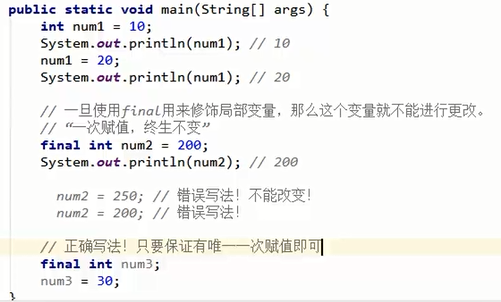 public static void main(String[] args) {
int num1 = 10;
System.out.println(num1); // 10
num1 = 20;
System.out.println(num1); // 20
// 一旦使用final用来修饰局部变量，那么这个变量就不能进行更改。
// “一次赋值，终生不变”
final int num2 = 200;
System.out.println(num2); // 200
num2 = 250; // 错误写法！不能改变！
num2 = 200; // 错误写法！
// 正确写法！只要保证有唯一一次赋值即可
final int num3;
num3 = 30;
}